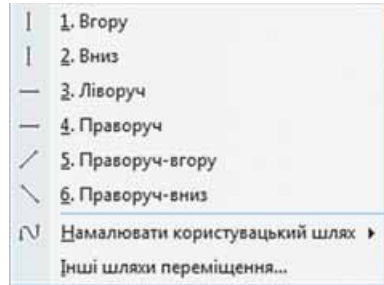 1. Вгору
2. Вниз
3. Ліворуч
4. Праворуч
5. Праворуч-вгору
6. Праворуч-вниз
Намалювати користувацький шлях
Інші шляхи переміщення...